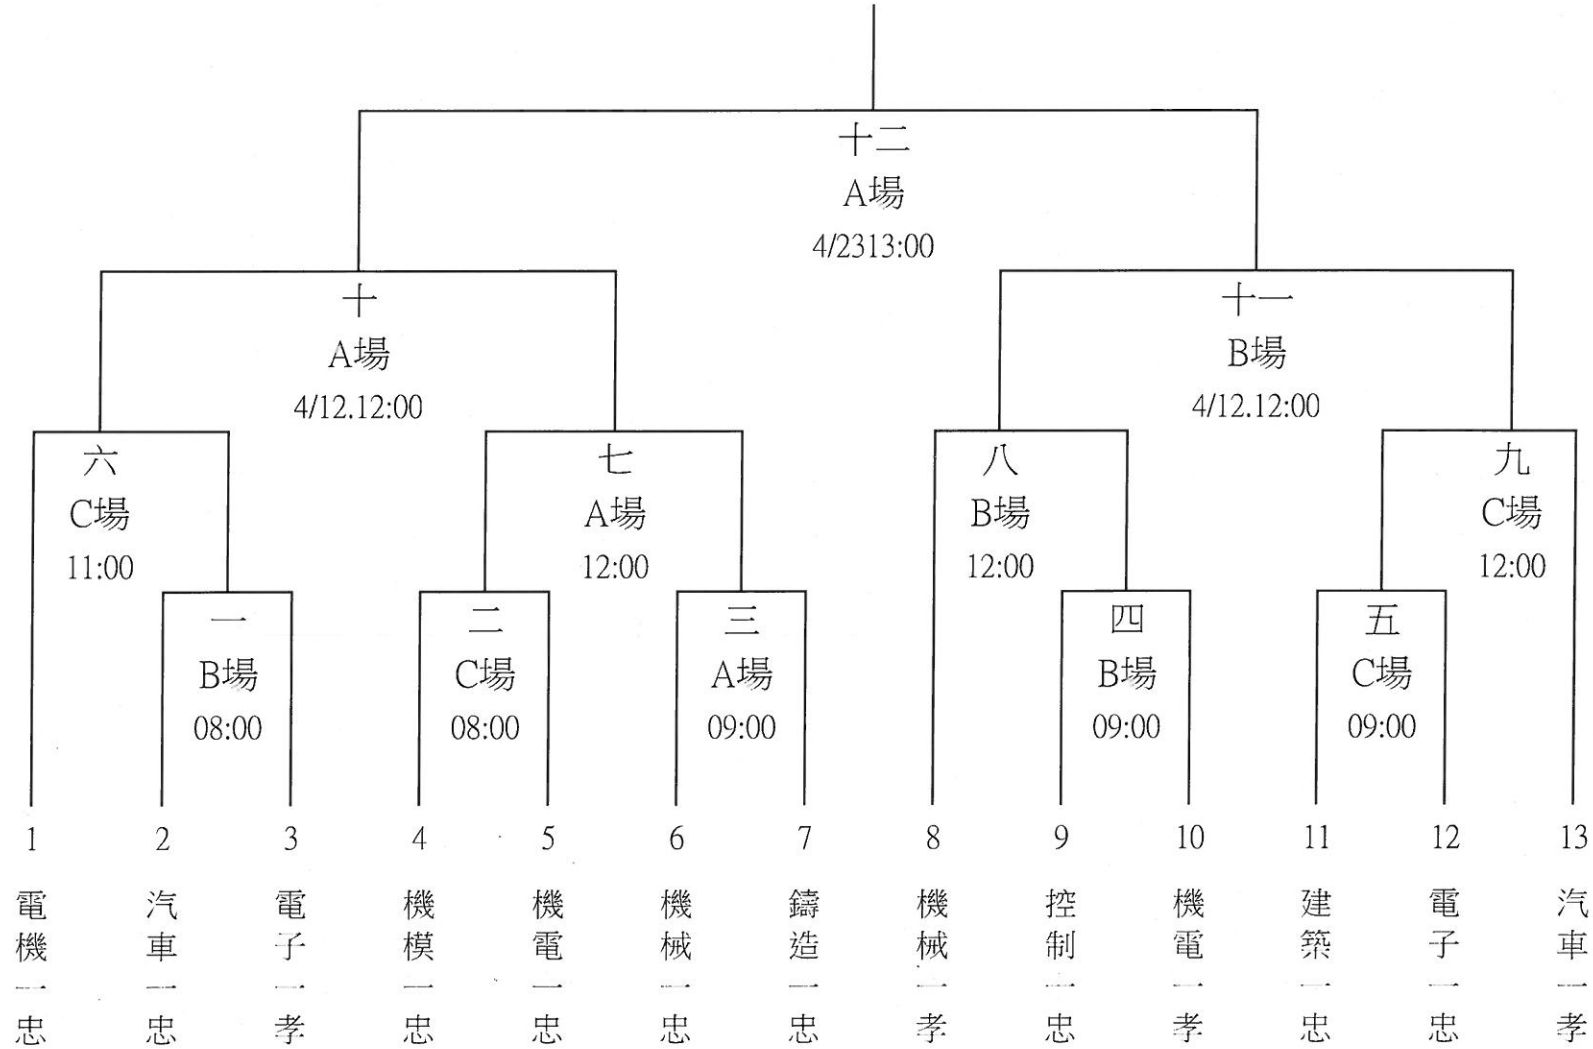 十二
A場
4/2313:00
十
A場
4/12.12:00
十一
B場
4/12.12:00
六
C場
11:00
七
A場
12:00
八
B場
12:00
九
C場
12:00
一
B場
08:00
二
C場
08:00
三
A場
09:00
四
B場
09:00
五
C場
09:00
1
電機一忠
2
汽車一忠
3
電子一孝
4
機模一忠
5
機電一忠
6
機械一忠
7
鑄造一忠
8
機械一孝
9
控制一忠
10
機電一孝
11
建築一忠
12
電子一忠
13
汽車一孝